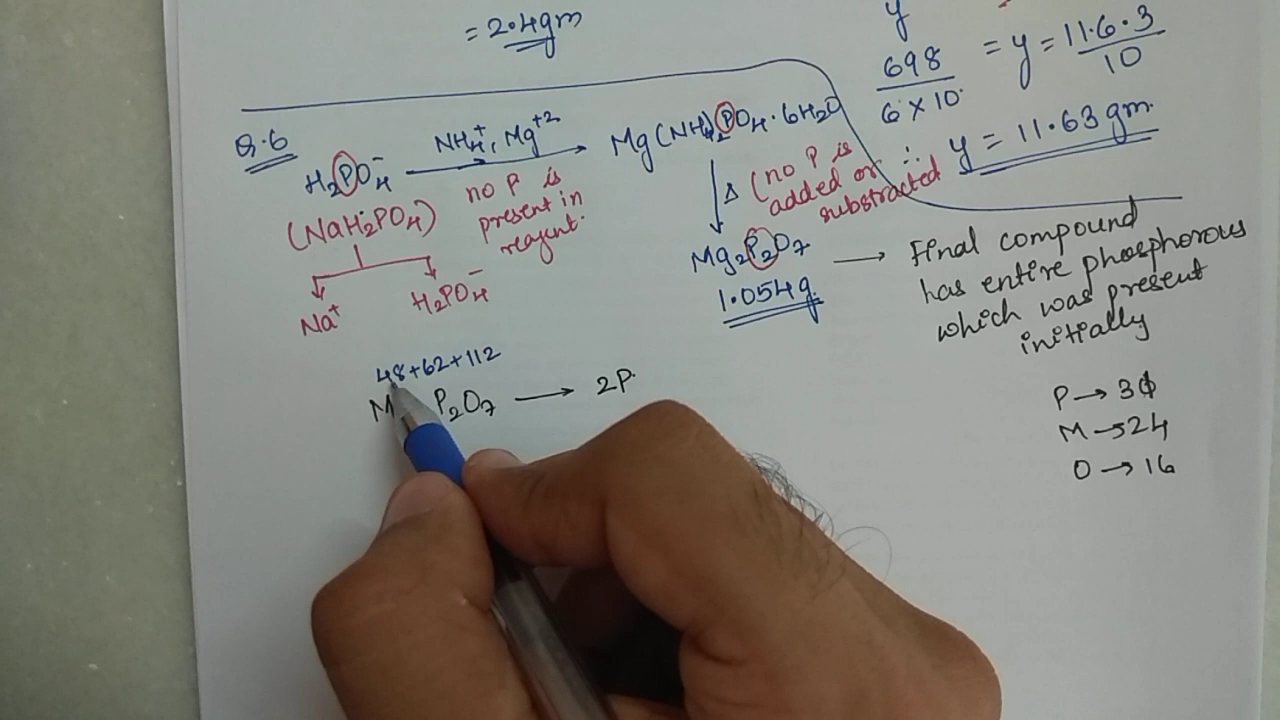 = 2.4gm
y
698
6 × 10
= y = 11.6.3
10
∴ y = 11.63 gm.
Q.6
H₂PO₄⁻
NH₄⁺, Mg⁺²
Mg(NH₄)₂PO₄ · 6H₂O
(NaH₂PO₄)
no P is
present in
reagent.
Δ (no P is
added or
substracted
Na⁺
H₂PO₄⁻
Mg₂P₂O₇ → Final compound
1.054g.
has entire phosphorous
which was present
initially
48+62+112
M P₂O₇ → 2P.
P → 31
M → 24
O → 16